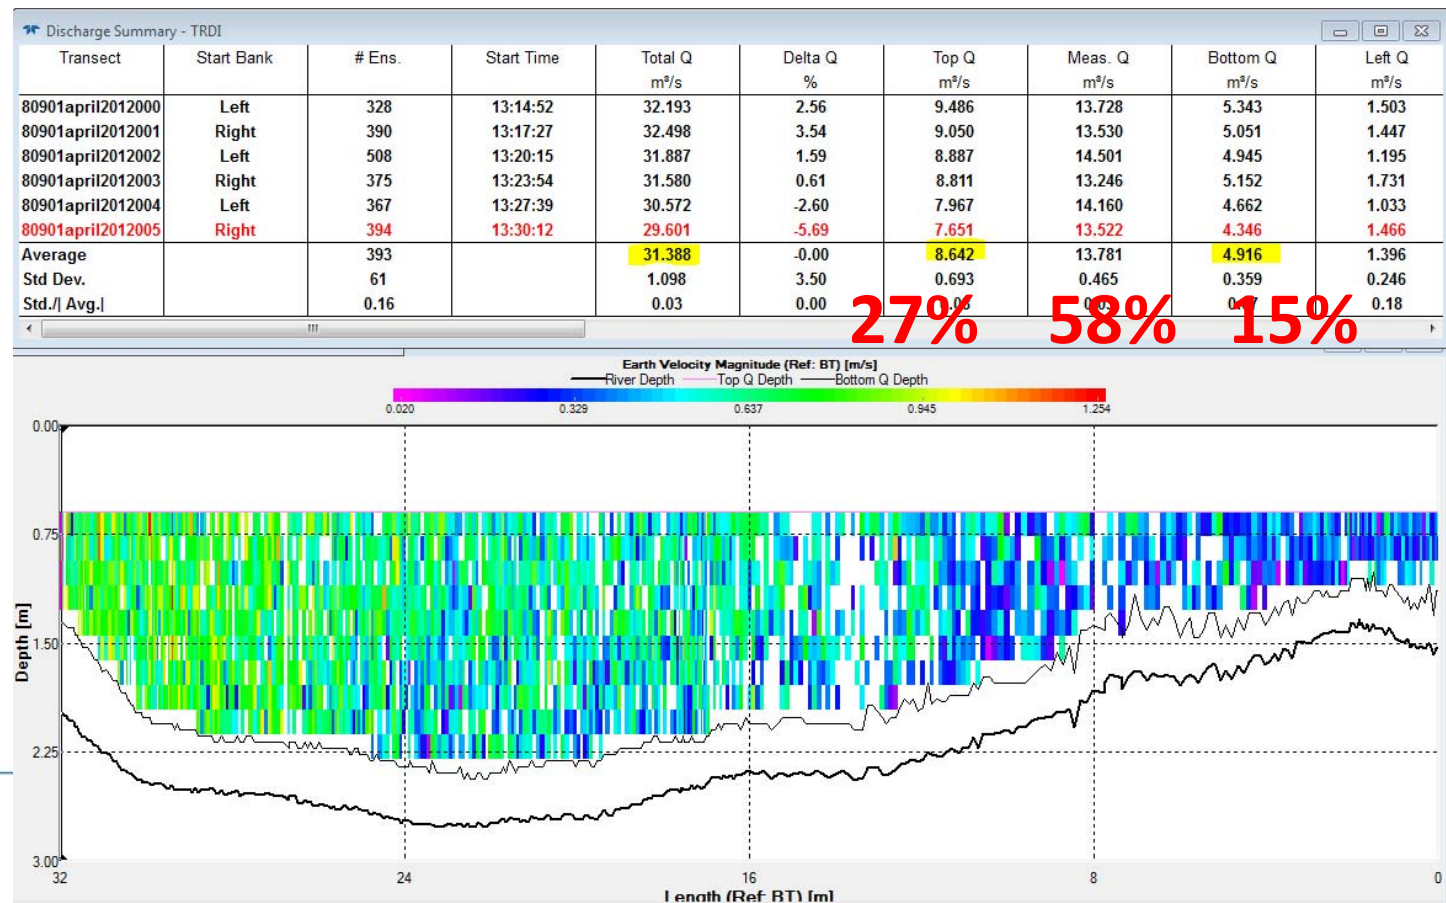 Discharge Summary - TRDI
Transect Start Bank # Ens. Start Time Total Q Delta Q Top Q Meas. Q Bottom Q Left Q
m³/s % m³/s m³/s m³/s m³/s
80901april2012000 Left 328 13:14:52 32.193 2.56 9.486 13.728 5.343 1.503
80901april2012001 Right 390 13:17:27 32.498 3.54 9.050 13.530 5.051 1.447
80901april2012002 Left 508 13:20:15 31.887 1.59 8.887 14.501 4.945 1.195
80901april2012003 Right 375 13:23:54 31.580 0.61 8.811 13.246 5.152 1.731
80901april2012004 Left 367 13:27:39 30.572 -2.60 7.967 14.160 4.662 1.033
80901april2012005 Right 394 13:30:12 29.601 -5.69 7.651 13.522 4.346 1.466
Average 393 31.388 -0.00 8.642 13.781 4.916 1.396
Std Dev. 61 1.098 3.50 0.693 0.465 0.359 0.246
Std./| Avg.| 0.16 0.03 0.00 0.18
27% 58% 15%
Earth Velocity Magnitude (Ref: BT) [m/s]
River Depth Top Q Depth Bottom Q Depth
0.020 0.329 0.637 0.945 1.254
0.00
0.75
1.50
2.25
3.00
Depth [m]
32 24 16 8 0
Length (Ref: BT) [m]